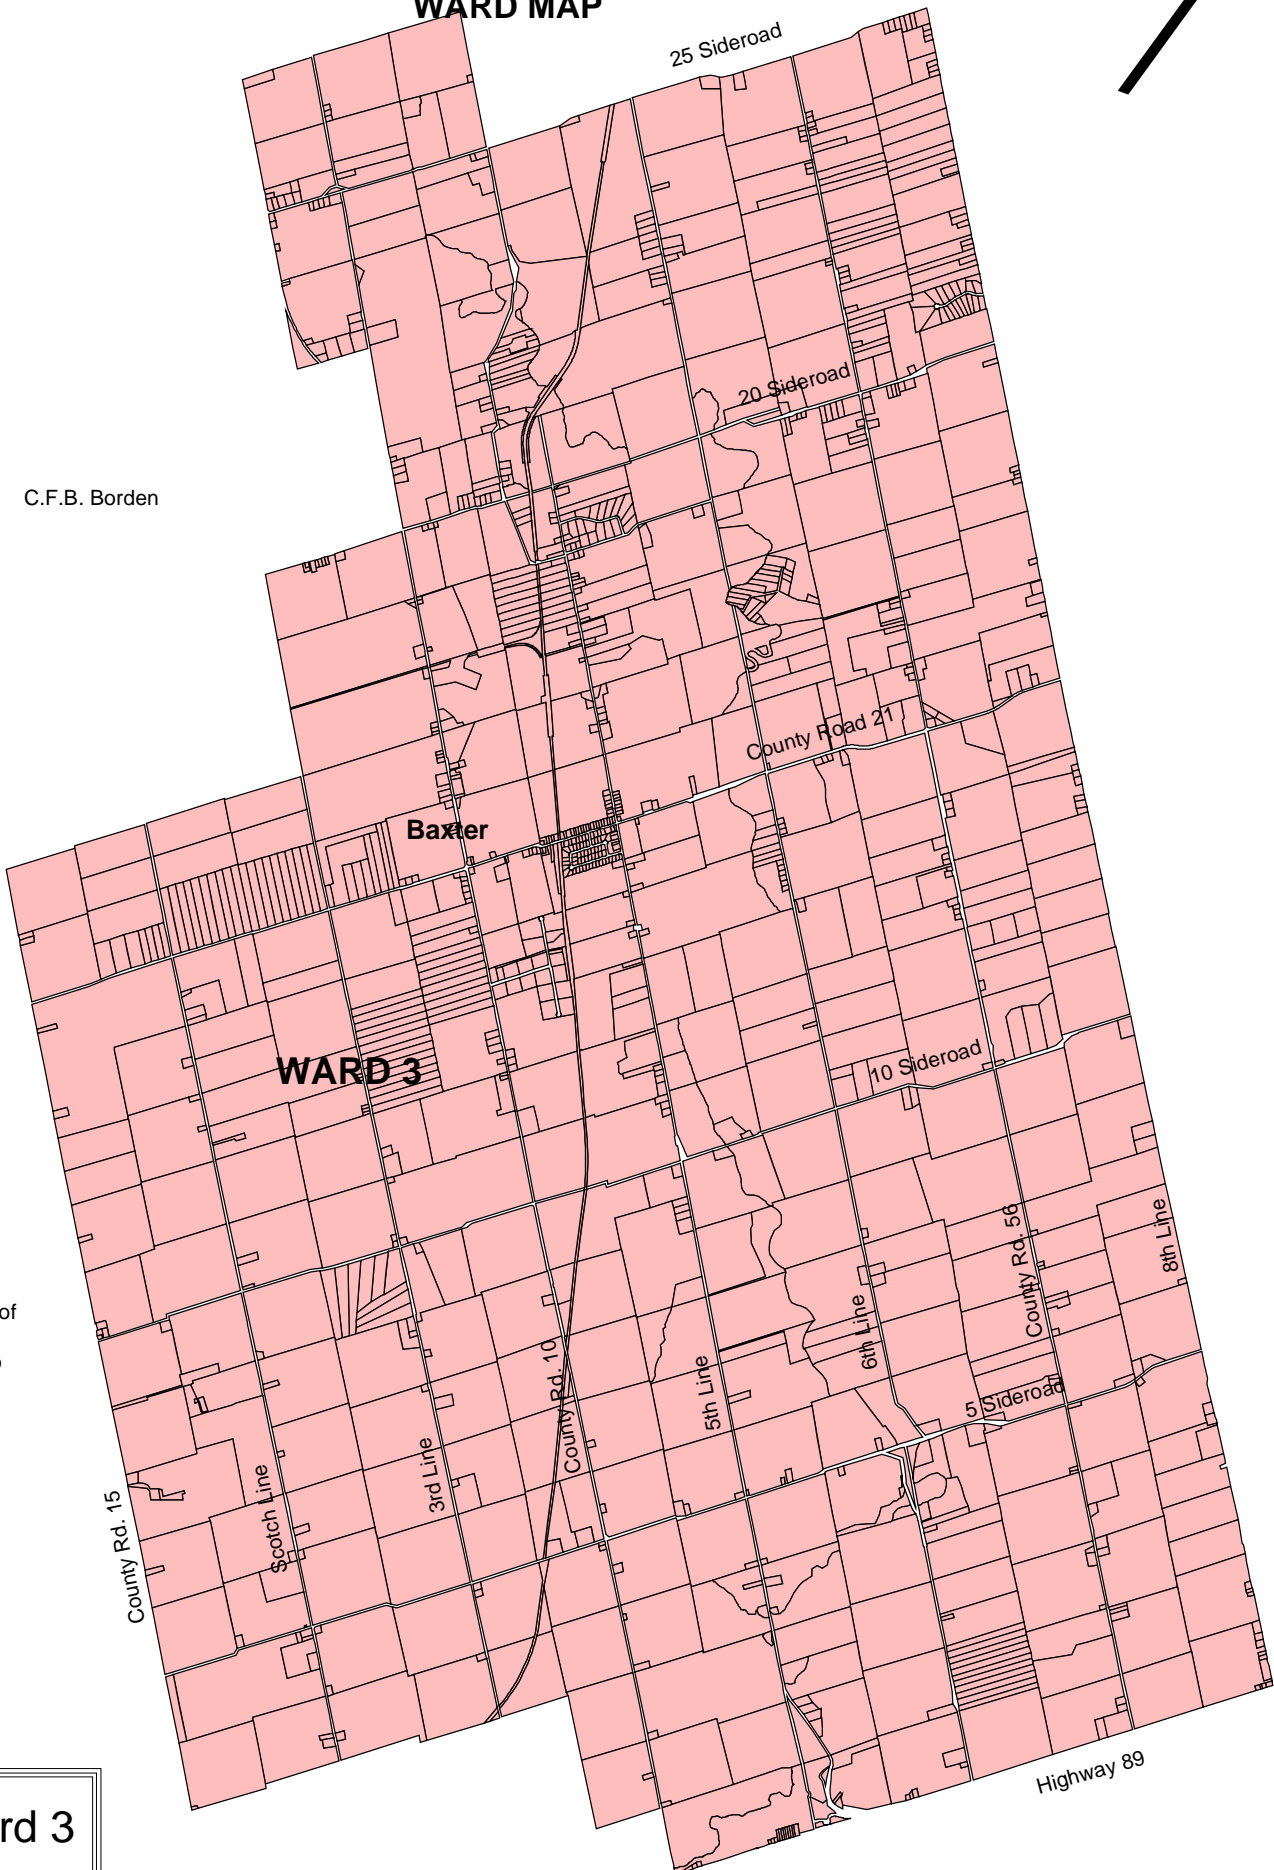 WARD MAP
25 Sideroad
20 Sideroad
C.F.B. Borden
County Road 21
Baxter
WARD 3
10 Sideroad
8th Line
County Rd. 56
of
6th Line
County Rd. 10
5th Line
5 Sideroad
3rd Line
Scotch Line
County Rd. 15
Highway 89
rd 3